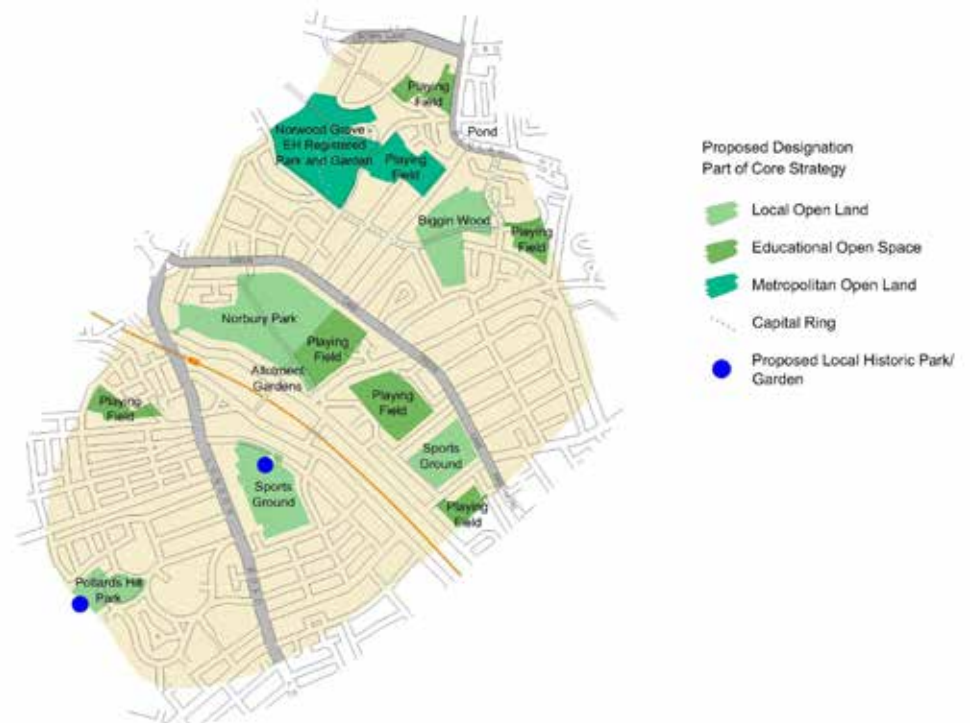 Playing
Field
Pond
Norwood Grove -
EH Registered
Park and Garden
Playing
Field
Biggin Wood
Playing
Field
Norbury Park
Playing
Field
Allotment
Gardens
Playing
Field
Playing
Field
Sports
Ground
Sports
Ground
Playing
Field
Pollards Hill
Park
Proposed Designation
Part of Core Strategy
Local Open Land
Educational Open Space
Metropolitan Open Land
Capital Ring
Proposed Local Historic Park/
Garden